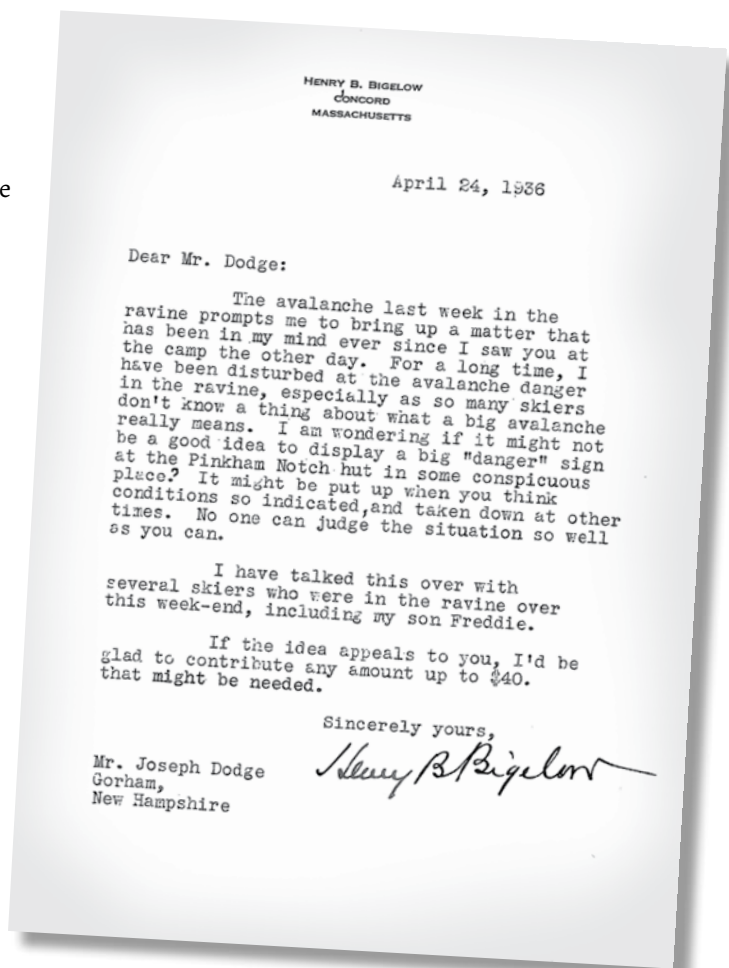 e
HENRY B. BIGELOW
CONCORD
MASSACHUSETTS
April 24, 1936
Dear Mr. Dodge:
The avalanche last week in the
ravine prompts me to bring up a matter that
has been in my mind ever since I saw you at
the camp the other day. For a long time, I
have been disturbed at the avalanche danger
in the ravine, especially as so many skiers
don't know a thing about what a big avalanche
really means. I am wondering if it might not
be a good idea to display a big "danger" sign
at the Pinkham Notch hut in some conspicuous
place? It might be put up when you think
conditions so indicated,and taken down at other
times. No one can judge the situation so well
as you can.
I have talked this over with
several skiers who were in the ravine over
this week-end, including my son Freddie.
If the idea appeals to you, I'd be
glad to contribute any amount up to $40.
that might be needed.
Sincerely yours,
Henry B Bigelow
Mr. Joseph Dodge
Gorham,
New Hampshire